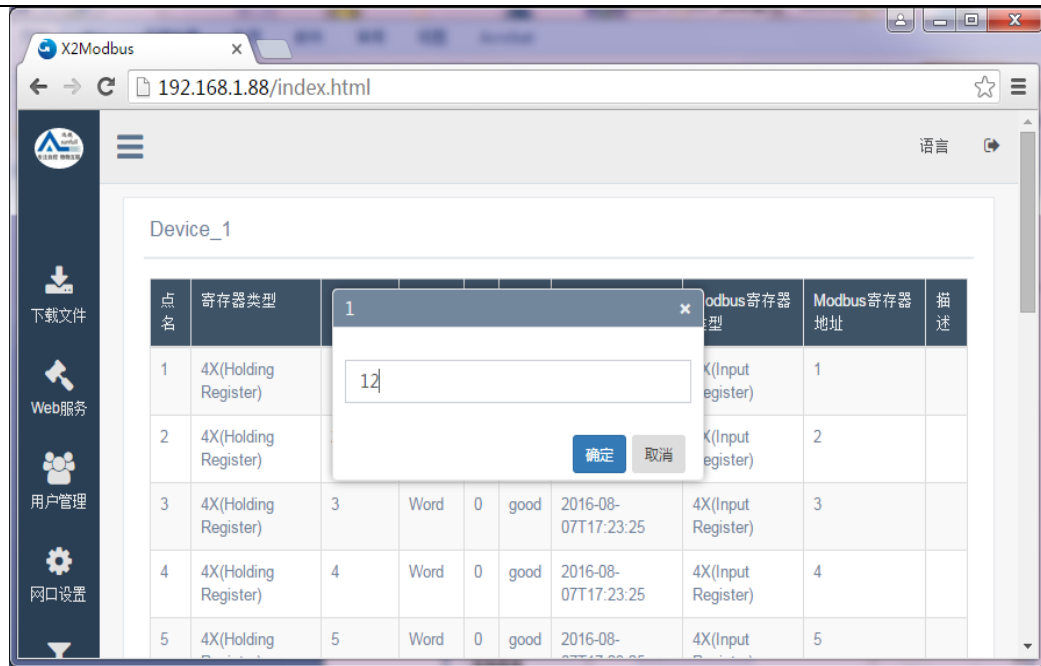 X2Modbus
192.168.1.88/index.html
语言
下载文件
Web服务
用户管理
网口设置
Device_1
点名 寄存器类型 odbus寄存器 Modbus寄存器地址 描述
1
12
确定 取消
1 4X(Holding Register) 1
2 4X(Holding Register) 2
3 4X(Holding Register) 3 Word 0 good 2016-08-07T17:23:25 4X(Input Register) 3
4 4X(Holding Register) 4 Word 0 good 2016-08-07T17:23:25 4X(Input Register) 4
5 4X(Holding 5 Word 0 good 2016-08- 4X(Input 5